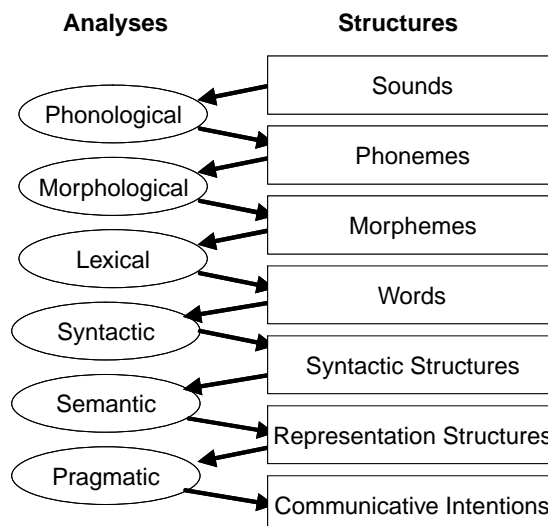 Analyses Structures
Sounds
Phonological
Phonemes
Morphological
Morphemes
Lexical
Words
Syntactic
Syntactic Structures
Semantic
Representation Structures
Pragmatic
Communicative Intentions